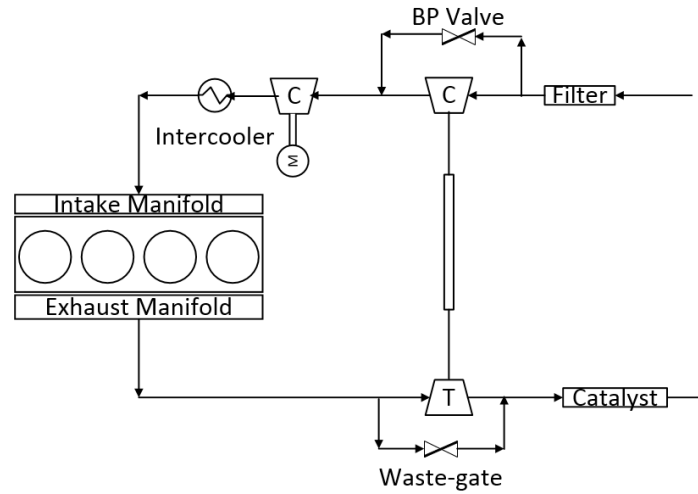 BP Valve
C
C
Filter
Intercooler
M
Intake Manifold
Exhaust Manifold
T
Catalyst
Waste-gate